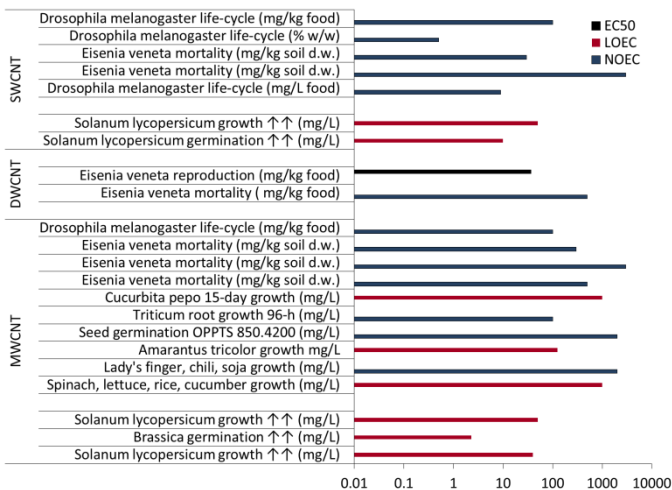 Drosophila melanogaster life-cycle (mg/kg food)
Drosophila melanogaster life-cycle (% w/w)
Eisenia veneta mortality (mg/kg soil d.w.)
Eisenia veneta mortality (mg/kg soil d.w.)
Drosophila melanogaster life-cycle (mg/L food)
Solanum lycopersicum growth ↑↑ (mg/L)
Solanum lycopersicum germination ↑↑ (mg/L)
SWCNT
Eisenia veneta reproduction (mg/kg food)
Eisenia veneta mortality ( mg/kg food)
DWCNT
Drosophila melanogaster life-cycle (mg/kg food)
Eisenia veneta mortality (mg/kg soil d.w.)
Eisenia veneta mortality (mg/kg soil d.w.)
Eisenia veneta mortality (mg/kg soil d.w.)
Cucurbita pepo 15-day growth (mg/L)
Triticum root growth 96-h (mg/L)
Seed germination OPPTS 850.4200 (mg/L)
Amarantus tricolor growth mg/L
Lady's finger, chili, soja growth (mg/L)
Spinach, lettuce, rice, cucumber growth (mg/L)
Solanum lycopersicum growth ↑↑ (mg/L)
Brassica germination ↑↑ (mg/L)
Solanum lycopersicum growth ↑↑ (mg/L)
MWCNT
EC50
LOEC
NOEC
0.01 0.1 1 10 100 1000 10000